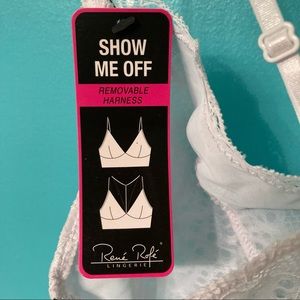 SHOW
ME OFF
REMOVABLE
HARNESS
René Rofé
LINGERIE